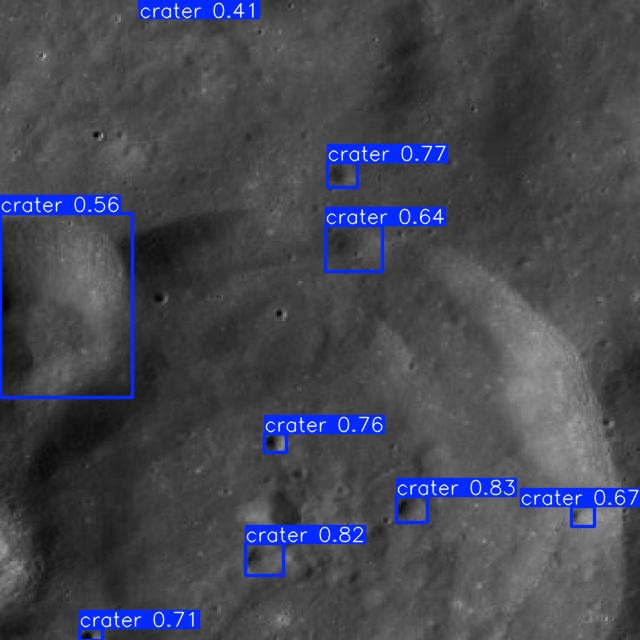 crater 0.41
crater 0.77
crater 0.56
crater 0.64
crater 0.76
crater 0.83
crater 0.67
crater 0.82
crater 0.71